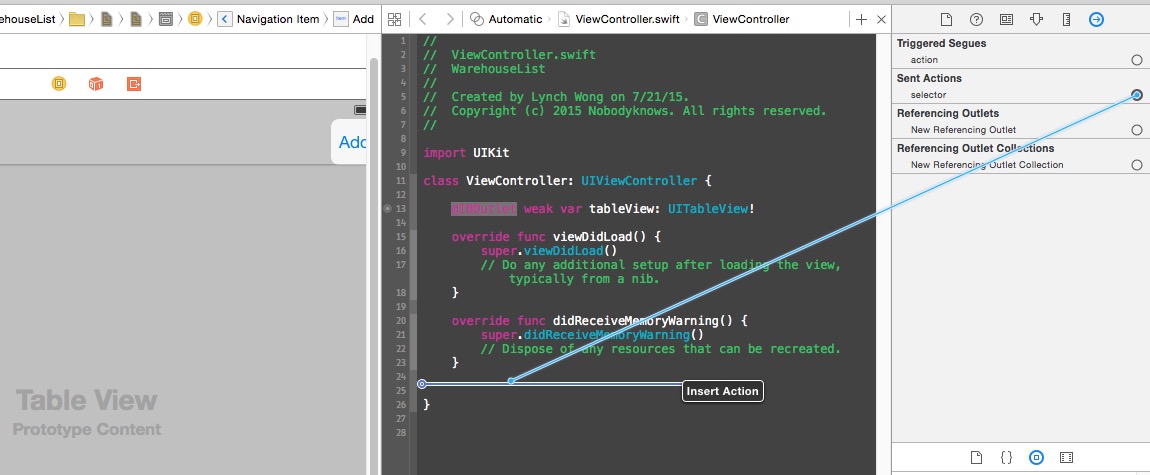 ehouseList
Navigation Item
Add
Automatic
ViewController.swift
ViewController
Add
Table View
Prototype Content
1 //
2 // ViewController.swift
3 // WarehouseList
4 //
5 // Created by Lynch Wong on 7/21/15.
6 // Copyright (c) 2015 Nobodyknows. All rights reserved.
7 //
8
9 import UIKit
10
11 class ViewController: UIViewController {
12
13 @IBOutlet weak var tableView: UITableView!
14
15 override func viewDidLoad() {
16 super.viewDidLoad()
17 // Do any additional setup after loading the view,
typically from a nib.
18 }
19
20 override func didReceiveMemoryWarning() {
21 super.didReceiveMemoryWarning()
22 // Dispose of any resources that can be recreated.
23 }
24
25
Insert Action
26 }
27
28
Triggered Segues
action
Sent Actions
selector
Referencing Outlets
New Referencing Outlet
Referencing Outlet Collections
New Referencing Outlet Collection